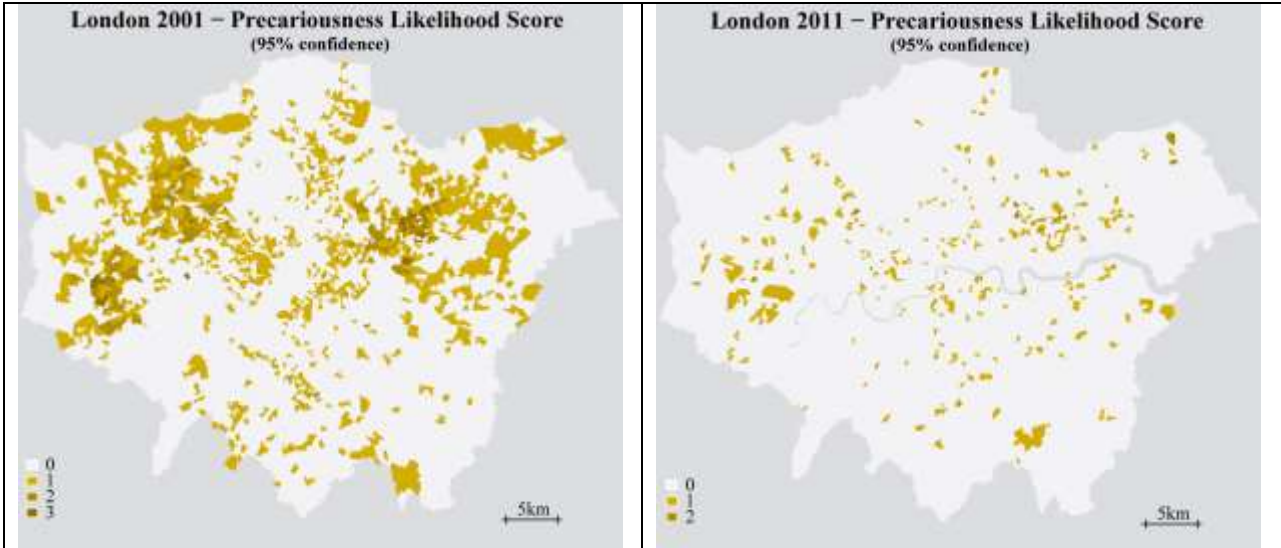 London 2001 − Precariousness Likelihood Score
(95% confidence)
0
1
2
3
5km
London 2011 − Precariousness Likelihood Score
(95% confidence)
0
1
2
5km